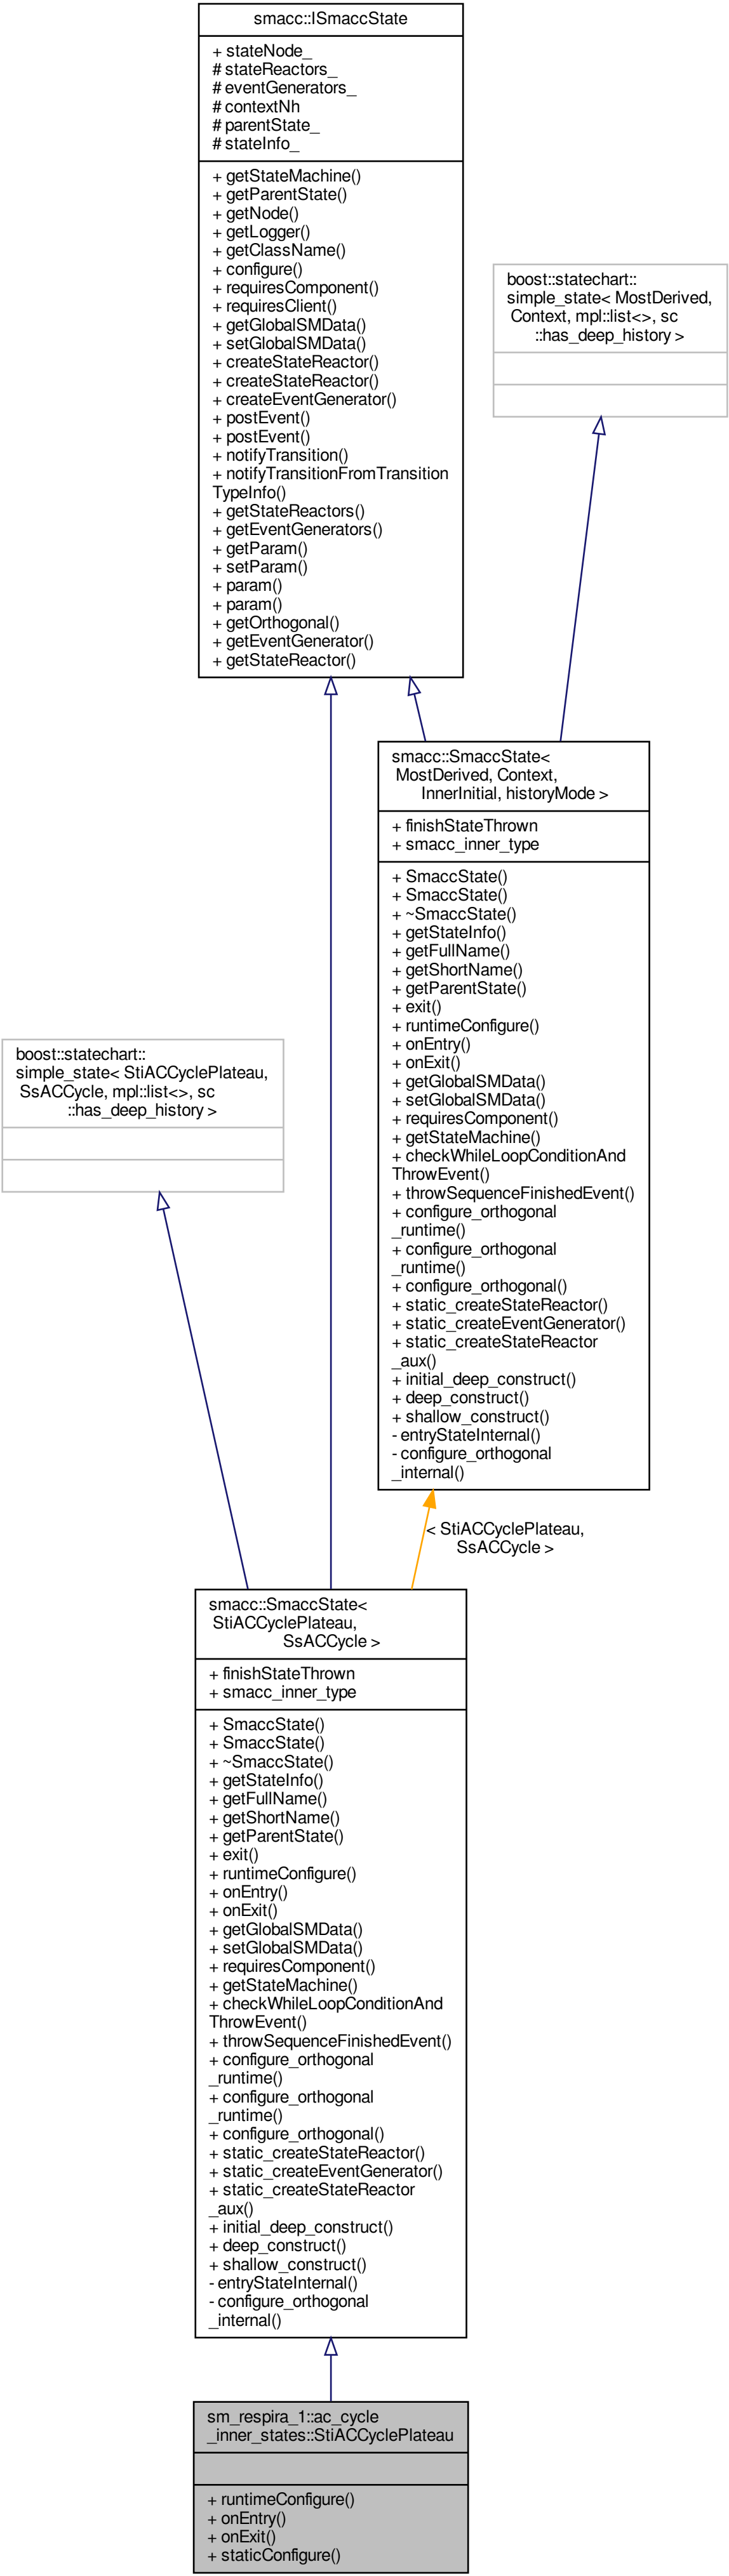 smacc::ISmaccState
+ stateNode_
# stateReactors_
# eventGenerators_
# contextNh
# parentState_
# stateInfo_
+ getStateMachine()
+ getParentState()
+ getNode()
+ getLogger()
+ getClassName()
+ configure()
+ requiresComponent()
+ requiresClient()
+ getGlobalSMData()
+ setGlobalSMData()
+ createStateReactor()
+ createStateReactor()
+ createEventGenerator()
+ postEvent()
+ postEvent()
+ notifyTransition()
+ notifyTransitionFromTransition
TypeInfo()
+ getStateReactors()
+ getEventGenerators()
+ getParam()
+ setParam()
+ param()
+ param()
+ getOrthogonal()
+ getEventGenerator()
+ getStateReactor()
boost::statechart::
simple_state< MostDerived,
Context, mpl::list<>, sc
::has_deep_history >
smacc::SmaccState<
MostDerived, Context,
InnerInitial, historyMode >
+ finishStateThrown
+ smacc_inner_type
+ SmaccState()
+ SmaccState()
+ ~SmaccState()
+ getStateInfo()
+ getFullName()
+ getShortName()
+ getParentState()
+ exit()
+ runtimeConfigure()
+ onEntry()
+ onExit()
+ getGlobalSMData()
+ setGlobalSMData()
+ requiresComponent()
+ getStateMachine()
+ checkWhileLoopConditionAnd
ThrowEvent()
+ throwSequenceFinishedEvent()
+ configure_orthogonal
_runtime()
+ configure_orthogonal
_runtime()
+ configure_orthogonal()
+ static_createStateReactor()
+ static_createEventGenerator()
+ static_createStateReactor
_aux()
+ initial_deep_construct()
+ deep_construct()
+ shallow_construct()
- entryStateInternal()
- configure_orthogonal
_internal()
boost::statechart::
simple_state< StiACCyclePlateau,
SsACCycle, mpl::list<>, sc
::has_deep_history >
< StiACCyclePlateau,
SsACCycle >
smacc::SmaccState<
StiACCyclePlateau,
SsACCycle >
+ finishStateThrown
+ smacc_inner_type
+ SmaccState()
+ SmaccState()
+ ~SmaccState()
+ getStateInfo()
+ getFullName()
+ getShortName()
+ getParentState()
+ exit()
+ runtimeConfigure()
+ onEntry()
+ onExit()
+ getGlobalSMData()
+ setGlobalSMData()
+ requiresComponent()
+ getStateMachine()
+ checkWhileLoopConditionAnd
ThrowEvent()
+ throwSequenceFinishedEvent()
+ configure_orthogonal
_runtime()
+ configure_orthogonal
_runtime()
+ configure_orthogonal()
+ static_createStateReactor()
+ static_createEventGenerator()
+ static_createStateReactor
_aux()
+ initial_deep_construct()
+ deep_construct()
+ shallow_construct()
- entryStateInternal()
- configure_orthogonal
_internal()
sm_respira_1::ac_cycle
_inner_states::StiACCyclePlateau
+ runtimeConfigure()
+ onEntry()
+ onExit()
+ staticConfigure()